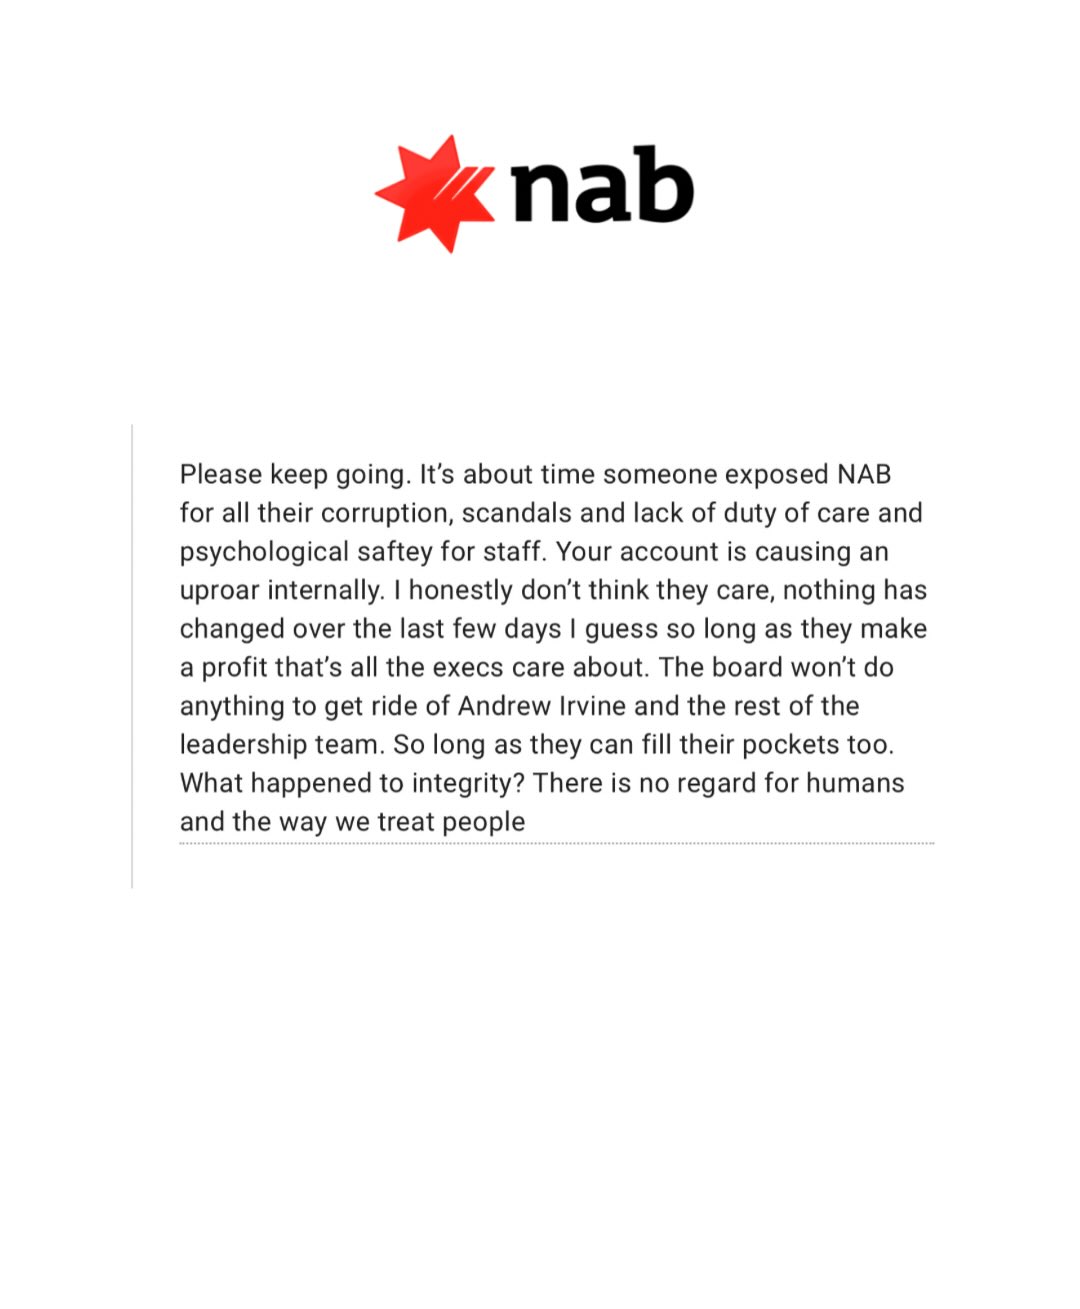 nab
Please keep going. It’s about time someone exposed NAB
for all their corruption, scandals and lack of duty of care and
psychological saftey for staff. Your account is causing an
uproar internally. I honestly don’t think they care, nothing has
changed over the last few days I guess so long as they make
a profit that’s all the execs care about. The board won’t do
anything to get ride of Andrew Irvine and the rest of the
leadership team. So long as they can fill their pockets too.
What happened to integrity? There is no regard for humans
and the way we treat people